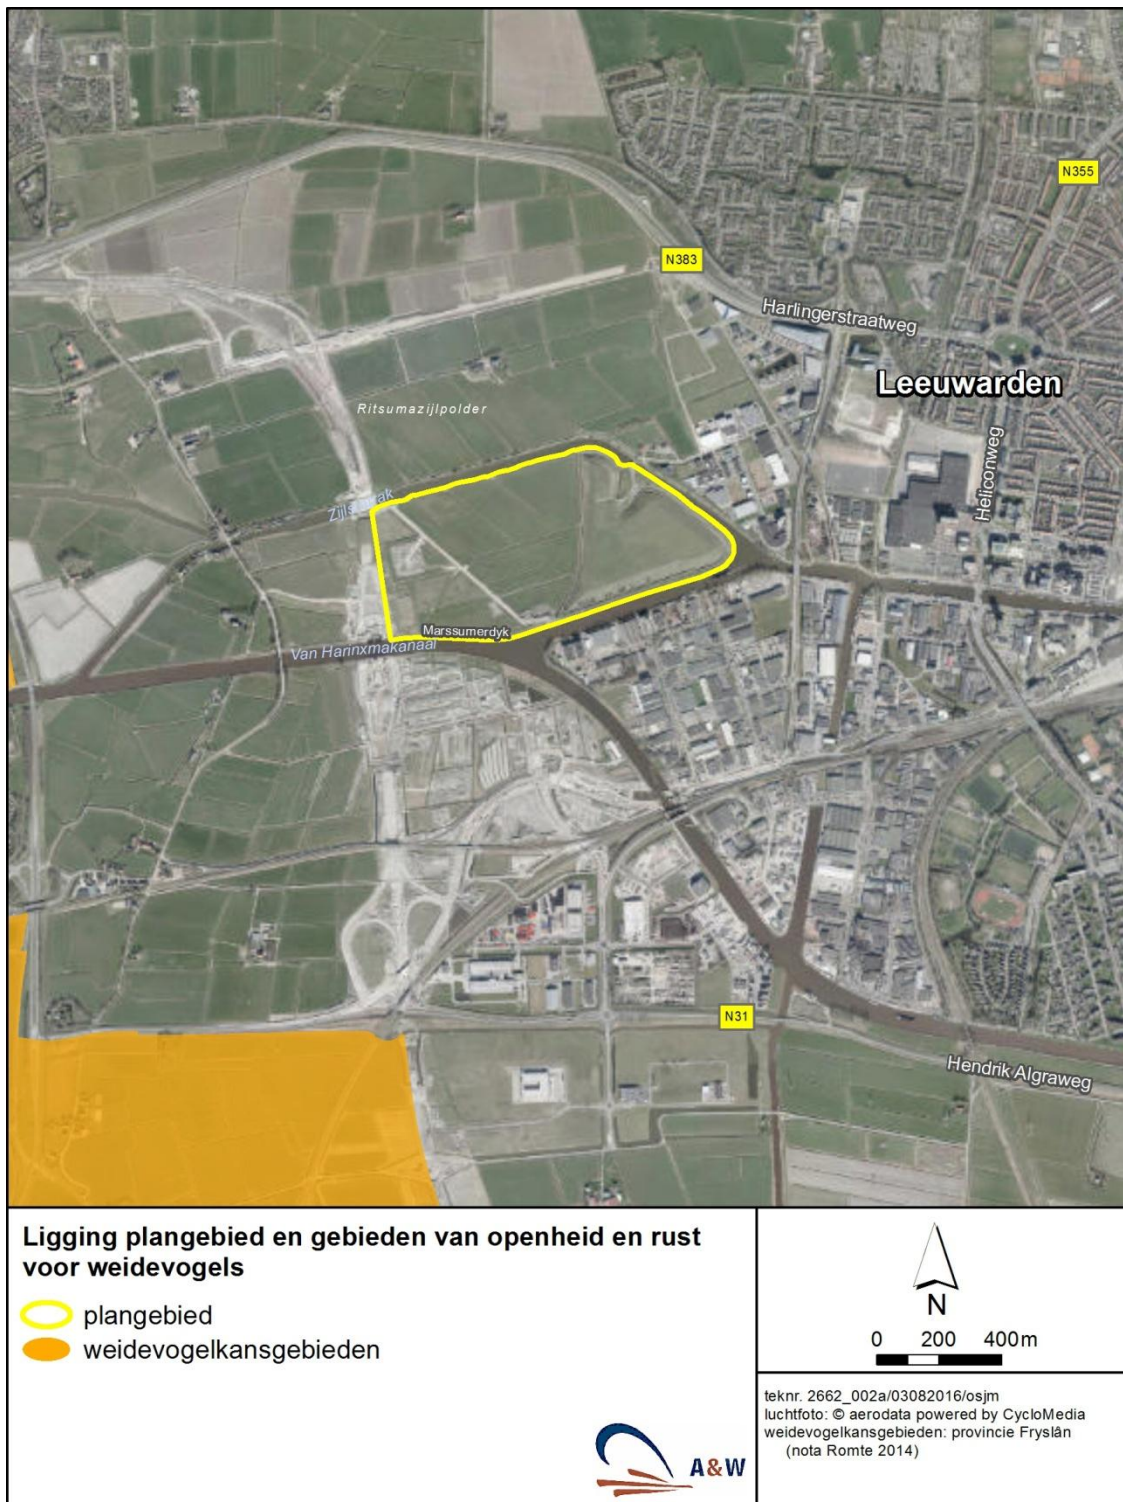 N355
N383
Harlingerstraatweg
Leeuwarden
Ritsumazijlpolder
Heliconweg
Marssumerdyk
Van Harinxmakanaal
N31
Hendrik Algraweg
Ligging plangebied en gebieden van openheid en rust
voor weidevogels
plangebied
weidevogelkansgebieden
N
0 200 400m
teknr. 2662_002a/03082016/osjm
luchtfoto: © aerodata powered by CycloMedia
weidevogelkansgebieden: provincie Fryslân
(nota Romte 2014)
A&W